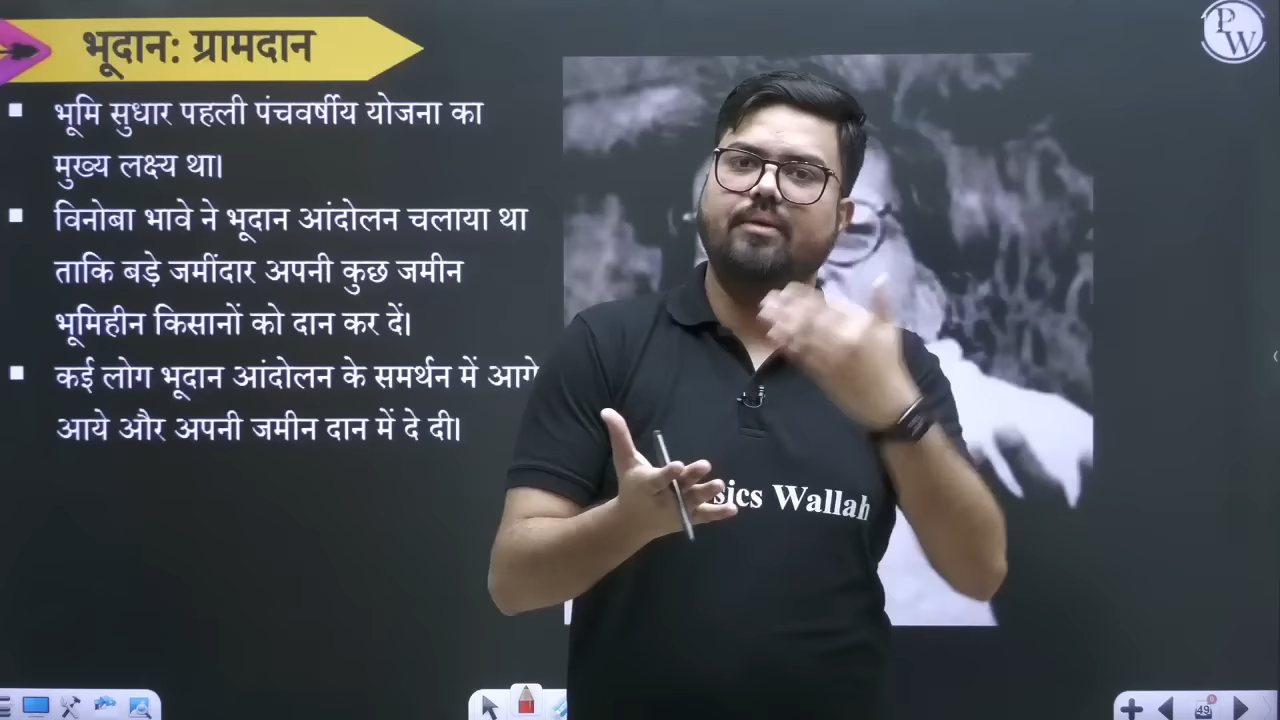 भूदान: ग्रामदान
PW
भूमि सुधार पहली पंचवर्षीय योजना का
मुख्य लक्ष्य था।
विनोबा भावे ने भूदान आंदोलन चलाया था
ताकि बड़े जमींदार अपनी कुछ जमीन
भूमिहीन किसानों को दान कर दें।
कई लोग भूदान आंदोलन के समर्थन में आगे
आये और अपनी जमीन दान में दे दी।
sics Wallah
49